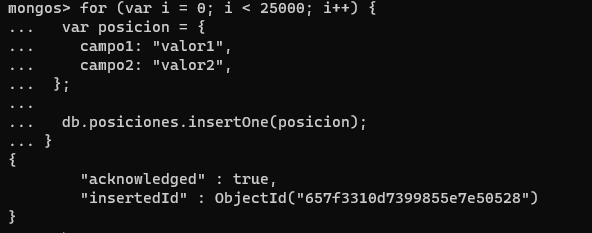 mongos> for (var i = 0; i < 25000; i++) {
...   var posicion = {
...     campo1: "valor1",
...     campo2: "valor2",
...  };
...
...   db.posiciones.insertOne(posicion);
... }
{
        "acknowledged" : true,
        "insertedId" : ObjectId("657f3310d7399855e7e50528")
}